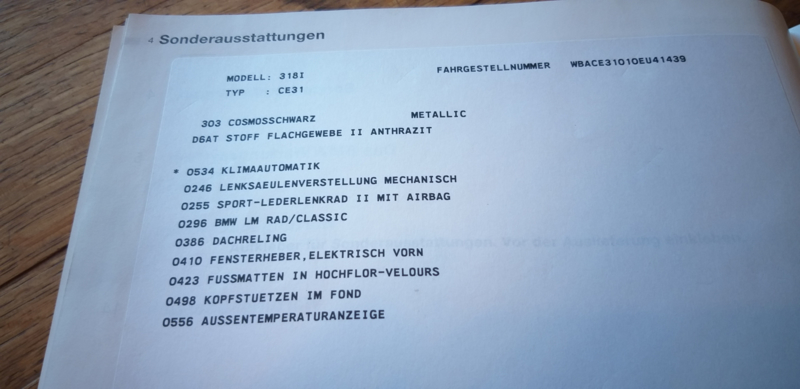 4 Sonderausstattungen
MODELL: 318I
FAHRGESTELLNUMMER WBACE31010EU41439
TYP : CE31
303 COSMOSSCHWARZ METALLIC
D6AT STOFF FLACHGEWEBE II ANTHRAZIT
* 0534 KLIMAAUTOMATIK
0246 LENKSAEULENVERSTELLUNG MECHANISCH
0255 SPORT-LEDERLENKRAD II MIT AIRBAG
0296 BMW LM RAD/CLASSIC
0386 DACHRELING
0410 FENSTERHEBER,ELEKTRISCH VORN
0423 FUSSMATTEN IN HOCHFLOR-VELOURS
0498 KOPFSTUETZEN IM FOND
0556 AUSSENTEMPERATURANZEIGE